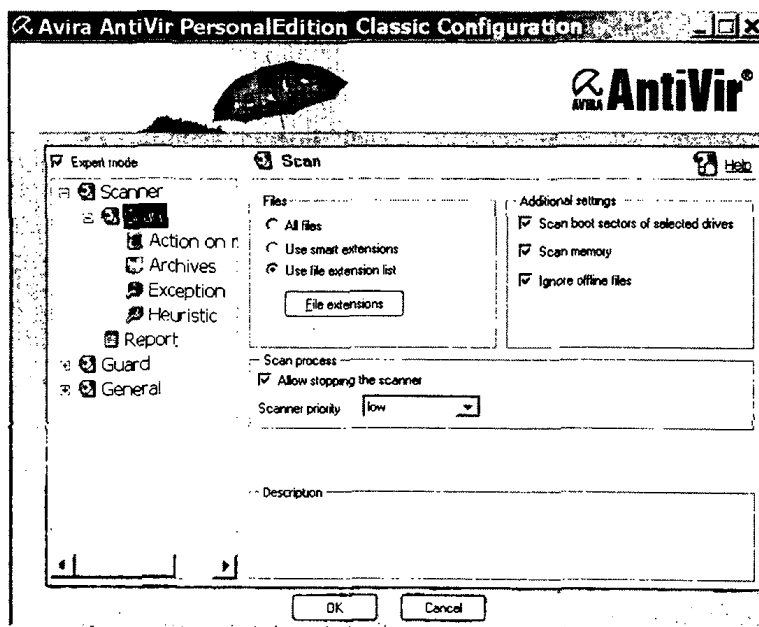 Avira AntiVir PersonalEdition Classic Configuration
AVIRA AntiVir®
Expert mode
Scan
Help
Scanner
Scan
Action on r
Archives
Exception
Heuristic
Report
Guard
General
Files
All files
Use smart extensions
Use file extension list
File extensions
Additional settings
Scan boot sectors of selected drives
Scan memory
Ignore offline files
Scan process
Allow stopping the scanner
Scanner priority low
Description
OK Cancel